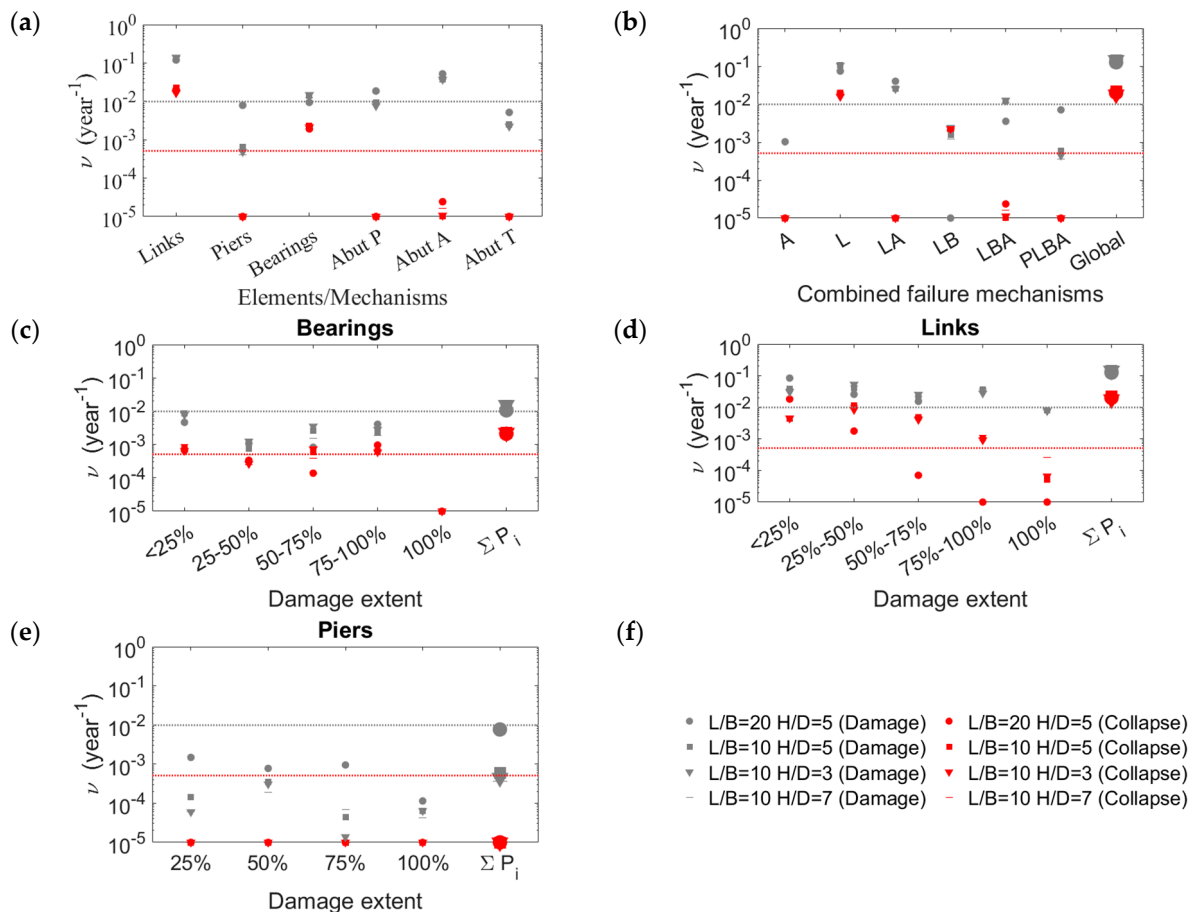 (a)
10^0
10^-1
10^-2
10^-3
10^-4
10^-5
ν (year^-1)
Links
Piers
Bearings
Abut P
Abut A
Abut T
Elements/Mechanisms
(b)
10^0
10^-1
10^-2
10^-3
10^-4
10^-5
ν (year^-1)
A
L
LA
LB
LBA
PLBA
Global
Combined failure mechanisms
(c)
Bearings
10^0
10^-1
10^-2
10^-3
10^-4
10^-5
ν (year^-1)
<25%
25-50%
50-75%
75-100%
100%
Σ P_i
Damage extent
(d)
Links
10^0
10^-1
10^-2
10^-3
10^-4
10^-5
ν (year^-1)
<25%
25%-50%
50%-75%
75%-100%
100%
Σ P_i
Damage extent
(e)
Piers
10^0
10^-1
10^-2
10^-3
10^-4
10^-5
ν (year^-1)
25%
50%
75%
100%
Σ P_i
Damage extent
(f)
L/B=20 H/D=5 (Damage)
L/B=10 H/D=5 (Damage)
L/B=10 H/D=3 (Damage)
L/B=10 H/D=7 (Damage)
L/B=20 H/D=5 (Collapse)
L/B=10 H/D=5 (Collapse)
L/B=10 H/D=3 (Collapse)
L/B=10 H/D=7 (Collapse)